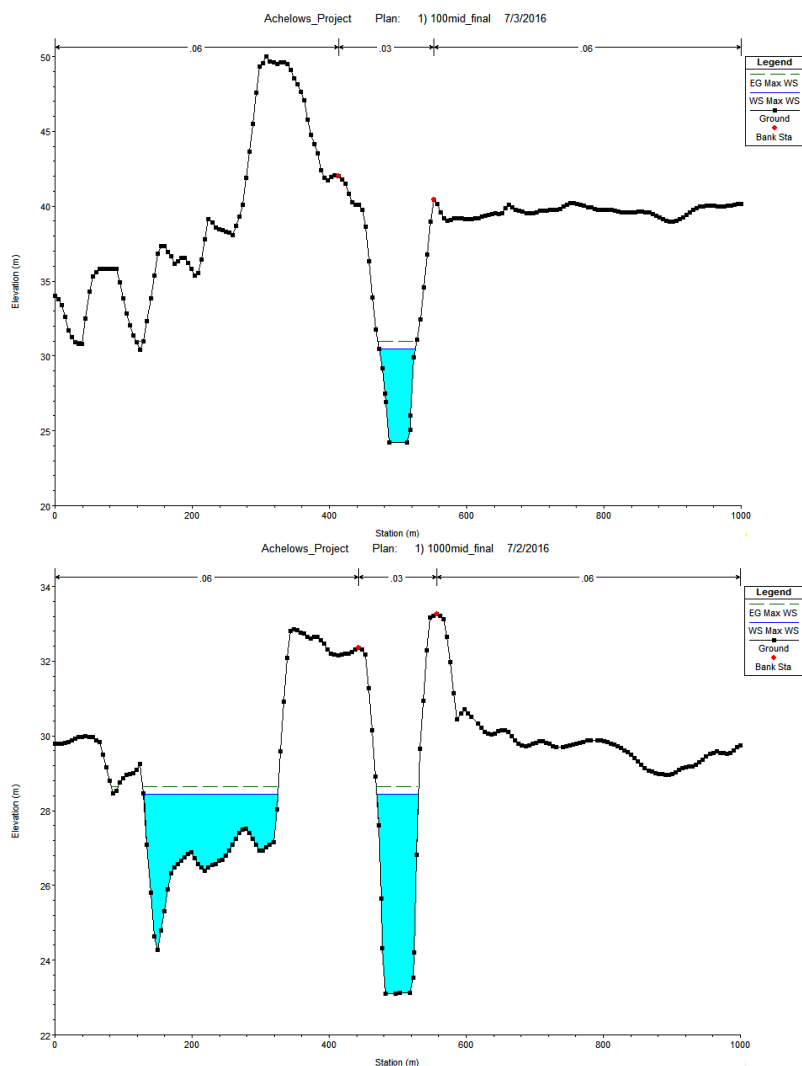 Achelows_Project Plan: 1) 100mid_final 7/3/2016
.06 .03 .06
Legend
EG Max WS
WS Max WS
Ground
Bank Sta
50
45
40
35
30
25
20
Elevation (m)
0 200 400 600 800 1000
Station (m)
Achelows_Project Plan: 1) 1000mid_final 7/2/2016
.06 .03 .06
Legend
EG Max WS
WS Max WS
Ground
Bank Sta
34
32
30
28
26
24
22
Elevation (m)
0 200 400 600 800 1000
Station (m)